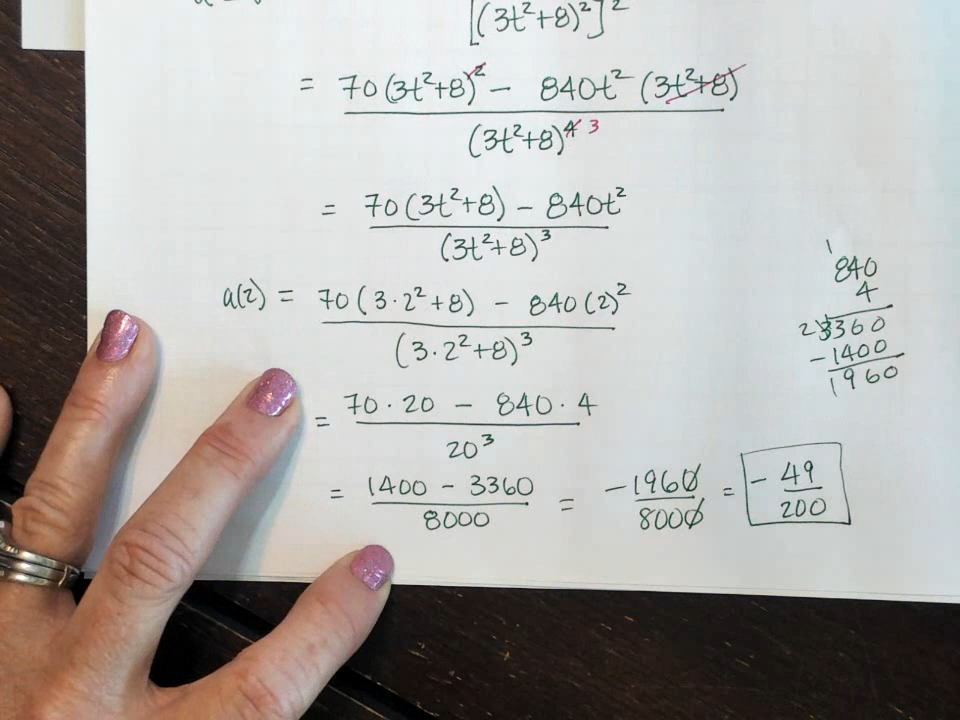 [(3t²+8)²]²
= 70(3t²+8)² − 840t² (3t²+8)
(3t²+8)⁴ 3
= 70(3t²+8) − 840t²
(3t²+8)³
a(2) = 70(3·2²+8) − 840(2)²
(3·2²+8)³
= 70·20 − 840·4
20³
= 1400 − 3360 = −1960 = −49
8000 8000 200
1
840
4
2 3360
−1400
1960